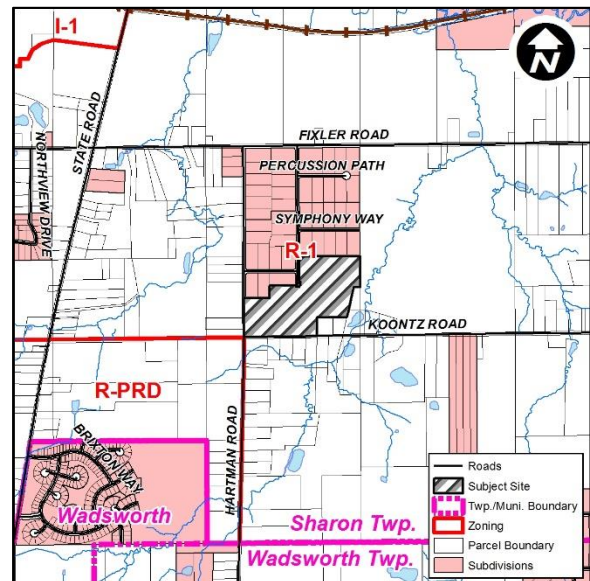 I-1
N
STATE ROAD
NORTHVIEW DRIVE
FIXLER ROAD
PERCUSSION PATH
SYMPHONY WAY
R-1
KOONTZ ROAD
R-PRD
BRIXTON WAY
HARTMAN ROAD
Wadsworth
Sharon Twp.
Wadsworth Twp.
Roads
Subject Site
Twp./Muni. Boundary
Zoning
Parcel Boundary
Subdivisions